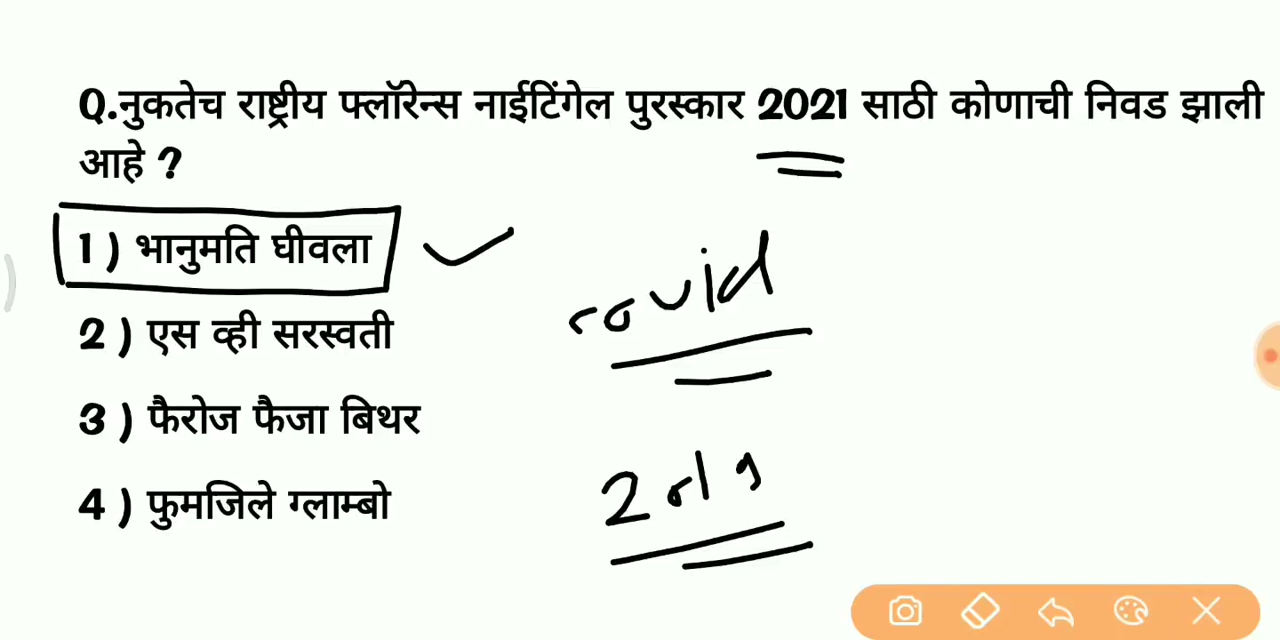 Q.नुकतेच राष्ट्रीय फ्लॉरेन्स नाईटिंगेल पुरस्कार 2021 साठी कोणाची निवड झाली
आहे ?
1 ) भानुमति घीवला
2 ) एस व्ही सरस्वती
covid
3 ) फैरोज फैजा बिथर
4 ) फुमजिले ग्लाम्बो
2019